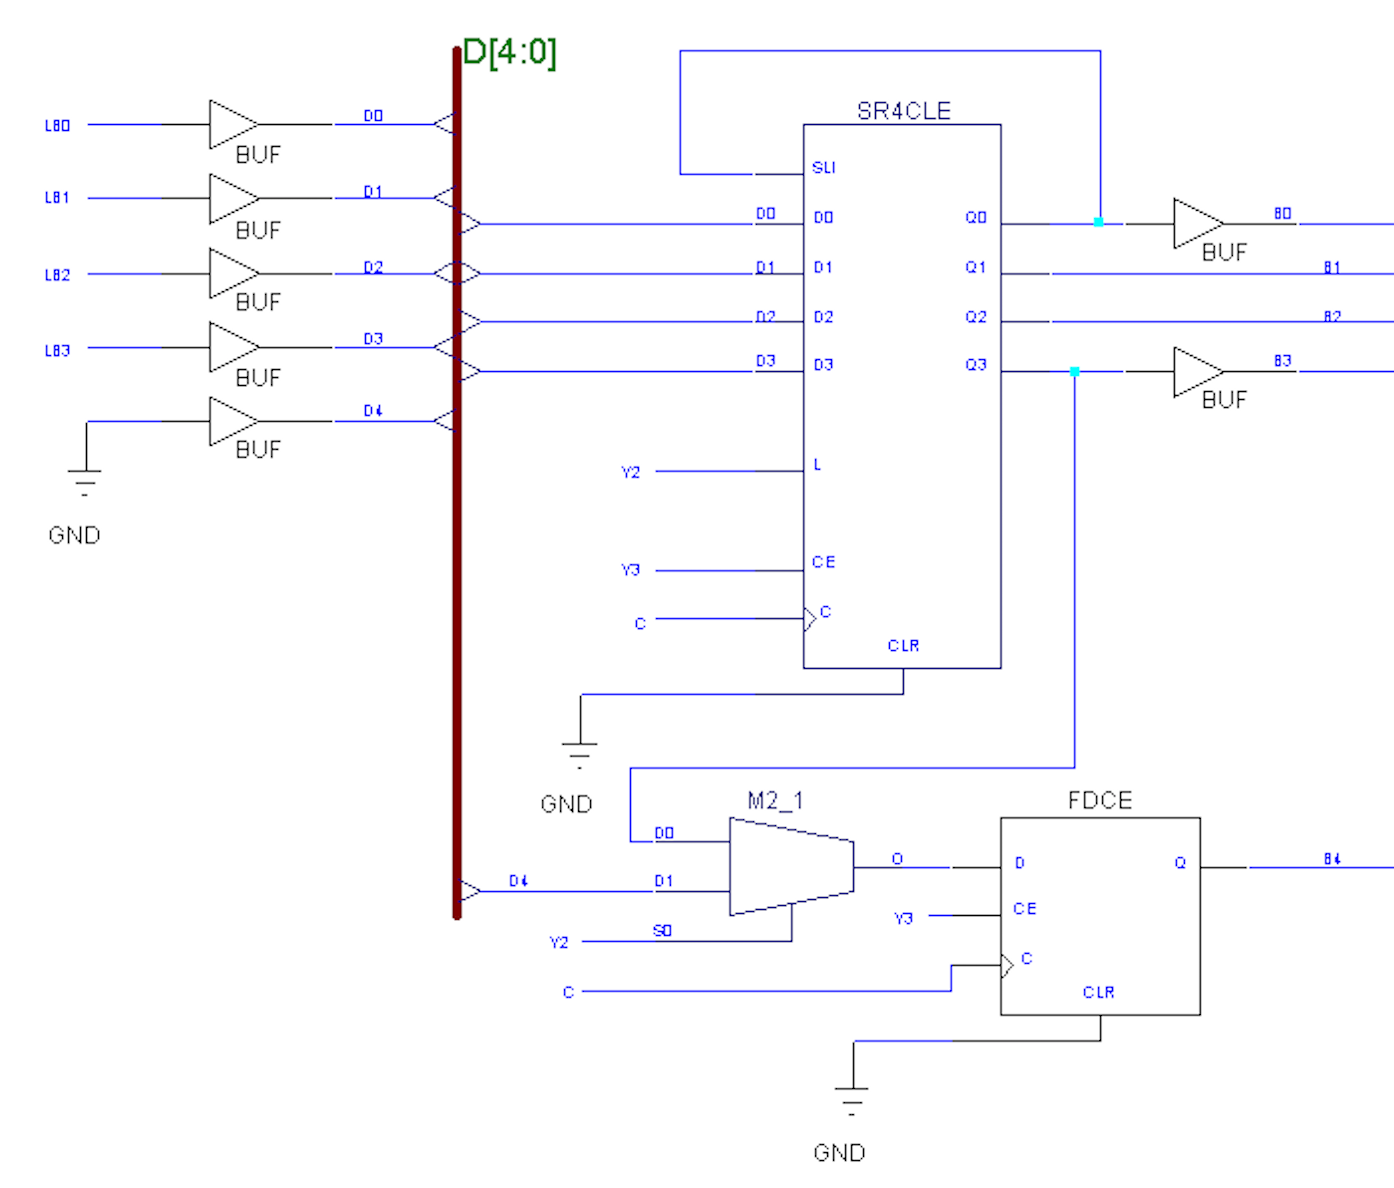 D[4:0]
SR4CLE
LB0
BUF
D0
LB1
BUF
D1
LB2
BUF
D2
LB3
BUF
D3
BUF
D4
GND
SLI
D0
D0
Q0
B0
BUF
D1
D1
Q1
B1
D2
D2
Q2
B2
D3
D3
Q3
B3
BUF
Y2
L
Y3
CE
C
C
CLR
GND
M2_1
FDCE
D0
D4
D1
O
D
Q
B4
Y2
S0
Y3
CE
C
C
CLR
GND